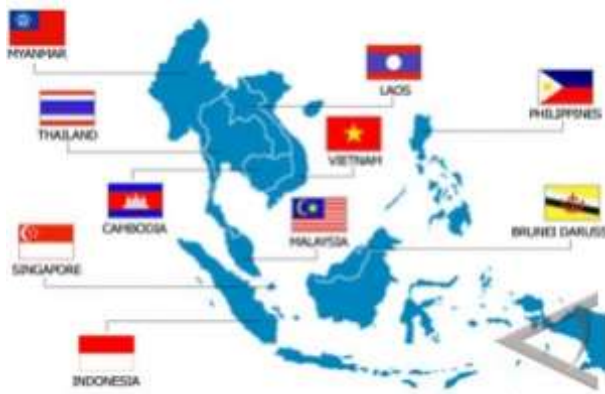 MYANMAR
LAOS
PHILIPPINES
THAILAND
VIETNAM
CAMBODIA
MALAYSIA
BRUNEI DARUSS
SINGAPORE
INDONESIA